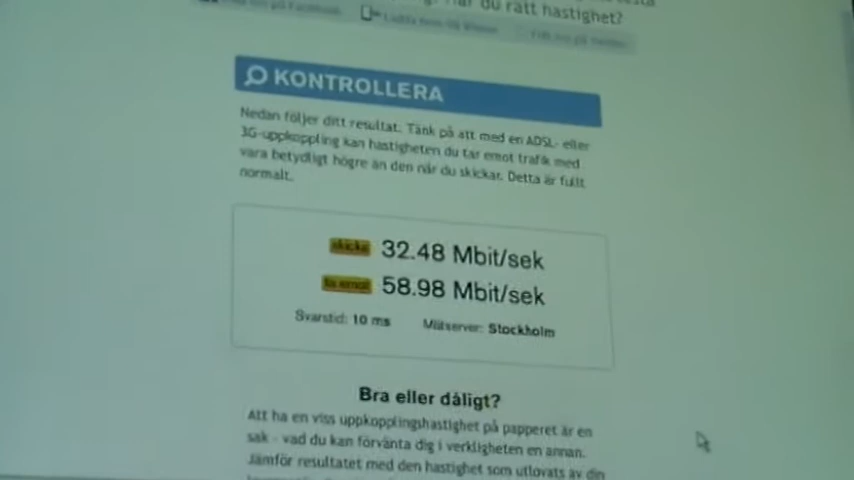 du rätt hastighet?
KONTROLLERA
Nedan följer ditt resultat. Tänk på att med en ADSL- eller
3G-uppkoppling kan hastigheten du tar emot trafik med
vara betydligt högre än den när du skickar. Detta är fullt
normalt.
skicka 32.48 Mbit/sek
ta emot 58.98 Mbit/sek
Svarstid: 10 ms Mätserver: Stockholm
Bra eller dåligt?
Att ha en viss uppkopplingshastighet på papperet är en
sak - vad du kan förvänta dig i verkligheten en annan.
Jämför resultatet med den hastighet som utlovats av din